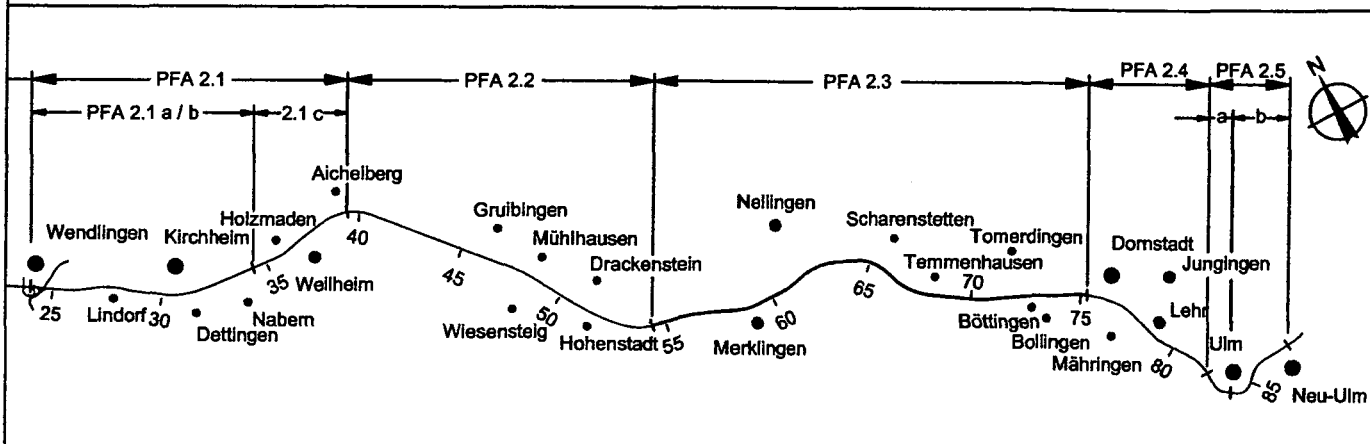 PFA 2.1
PFA 2.2
PFA 2.3
PFA 2.4
PFA 2.5
N
PFA 2.1 a / b
2.1 c
a
b
Aichelberg
Wendlingen
Kirchheim
Holzmaden
40
Gruibingen
Mühlhausen
Drackenstein
Nellingen
Scharenstetten
Tomerdingen
Dornstadt
Jungingen
45
35
Weilheim
65
Temmenhausen
70
25
Lindorf
30
Nabern
Dettingen
Wiesensteig
50
Hohenstadt
55
60
Merklingen
Böttingen
75
Bollingen
Lehr
Mähringen
80
Ulm
85
Neu-Ulm